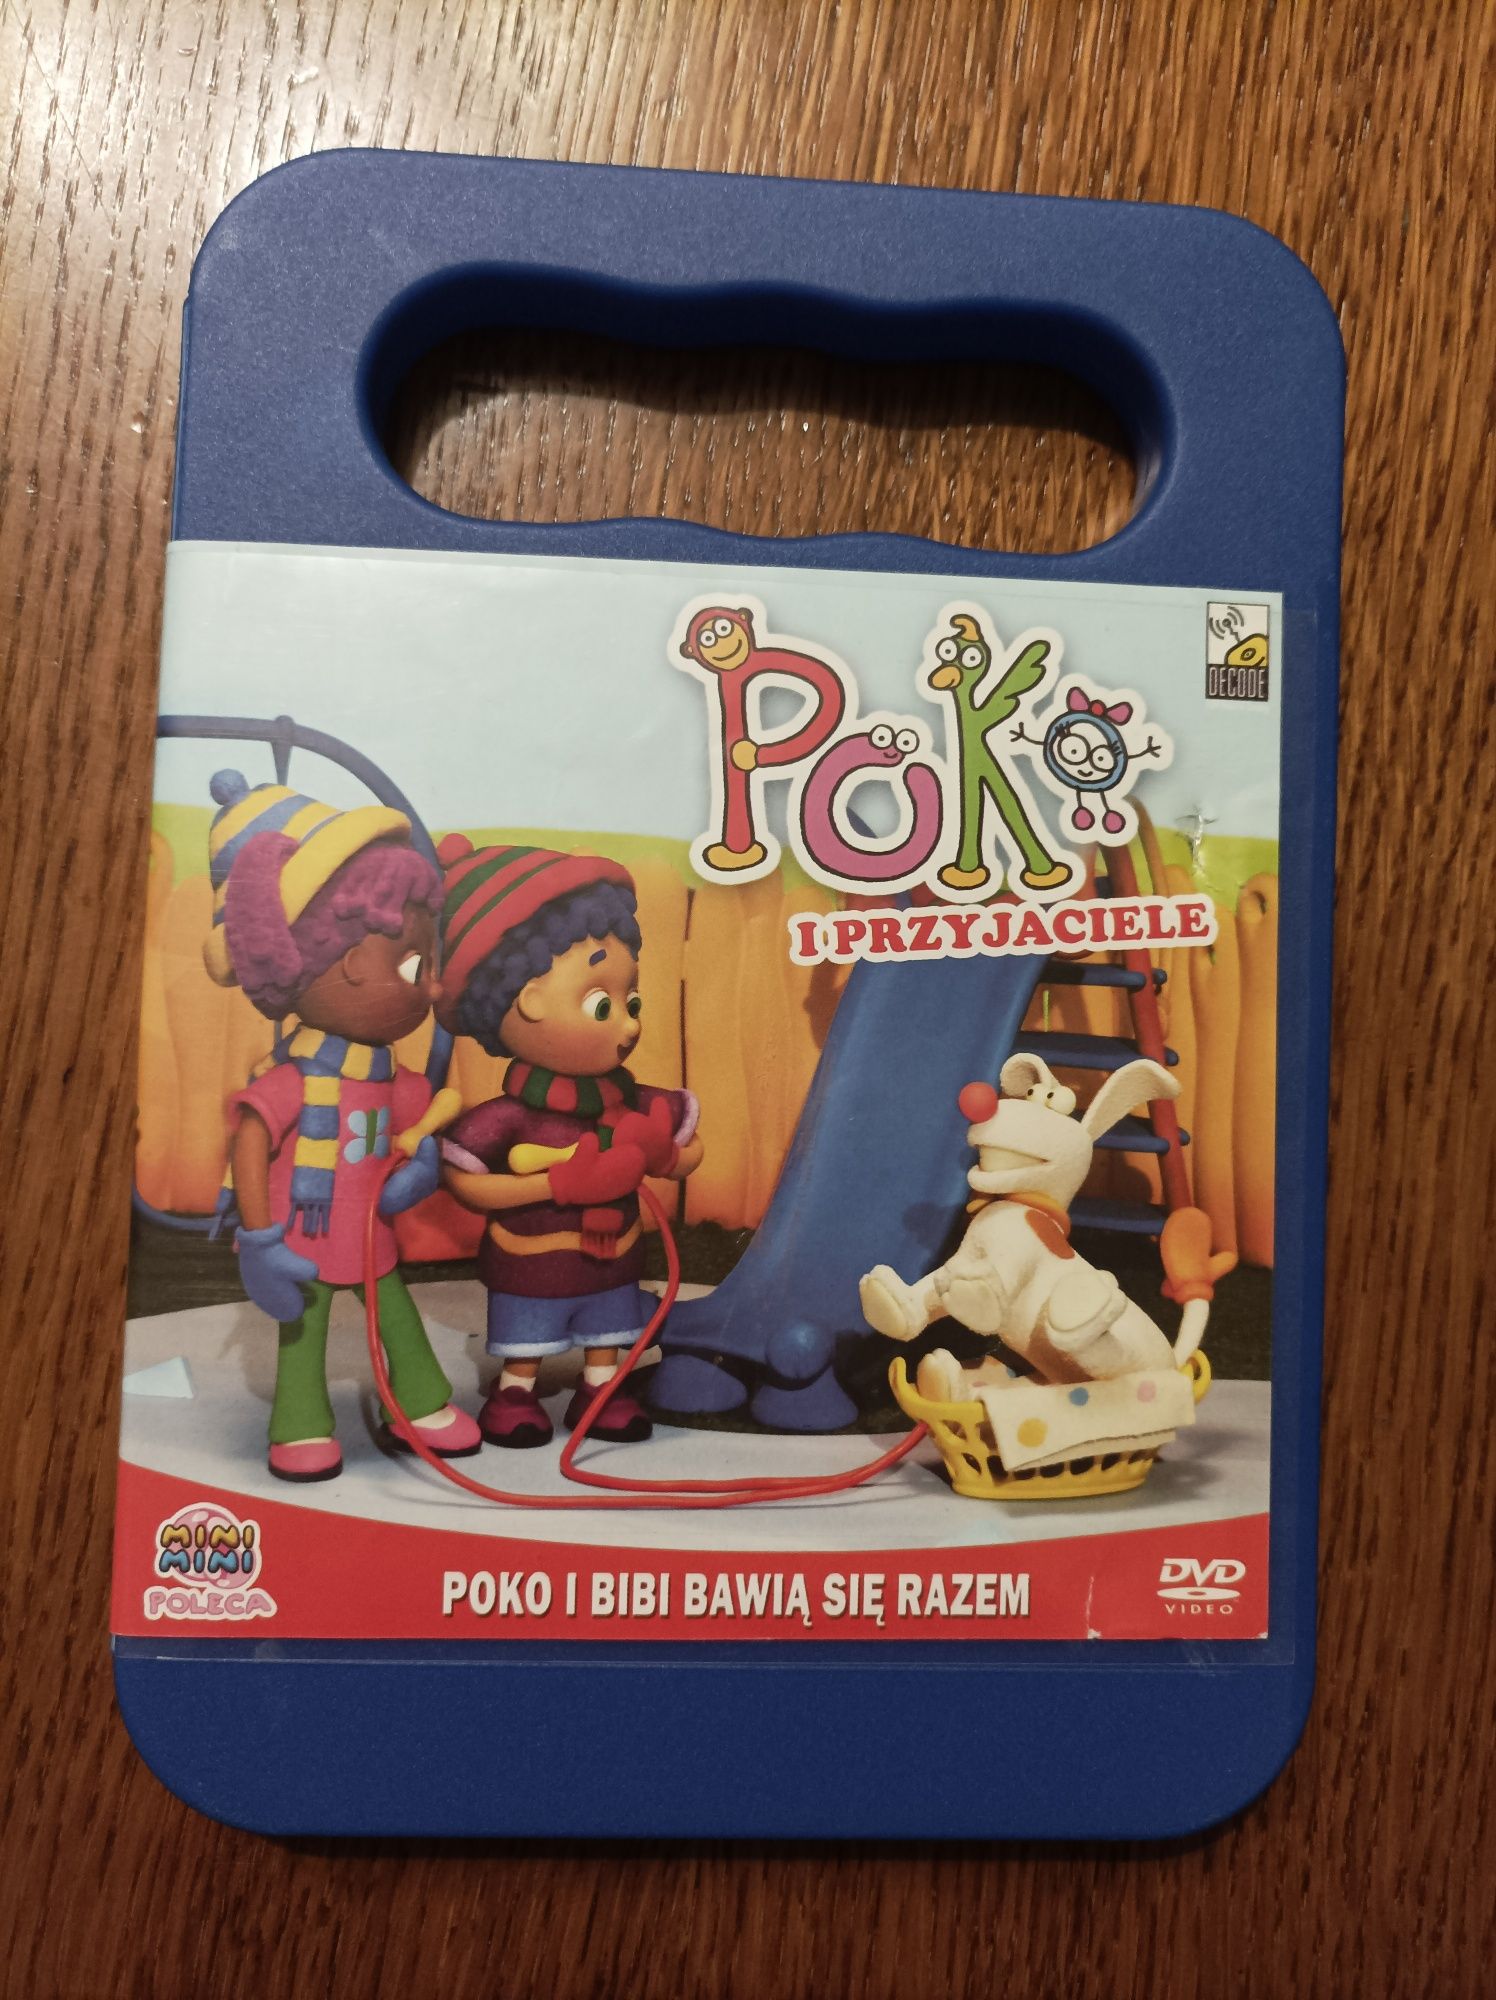 POKO
DECODE
I PRZYJACIELE
MINI
MINI
POLECA
POKO I BIBI BAWIĄ SIĘ RAZEM
DVD
VIDEO